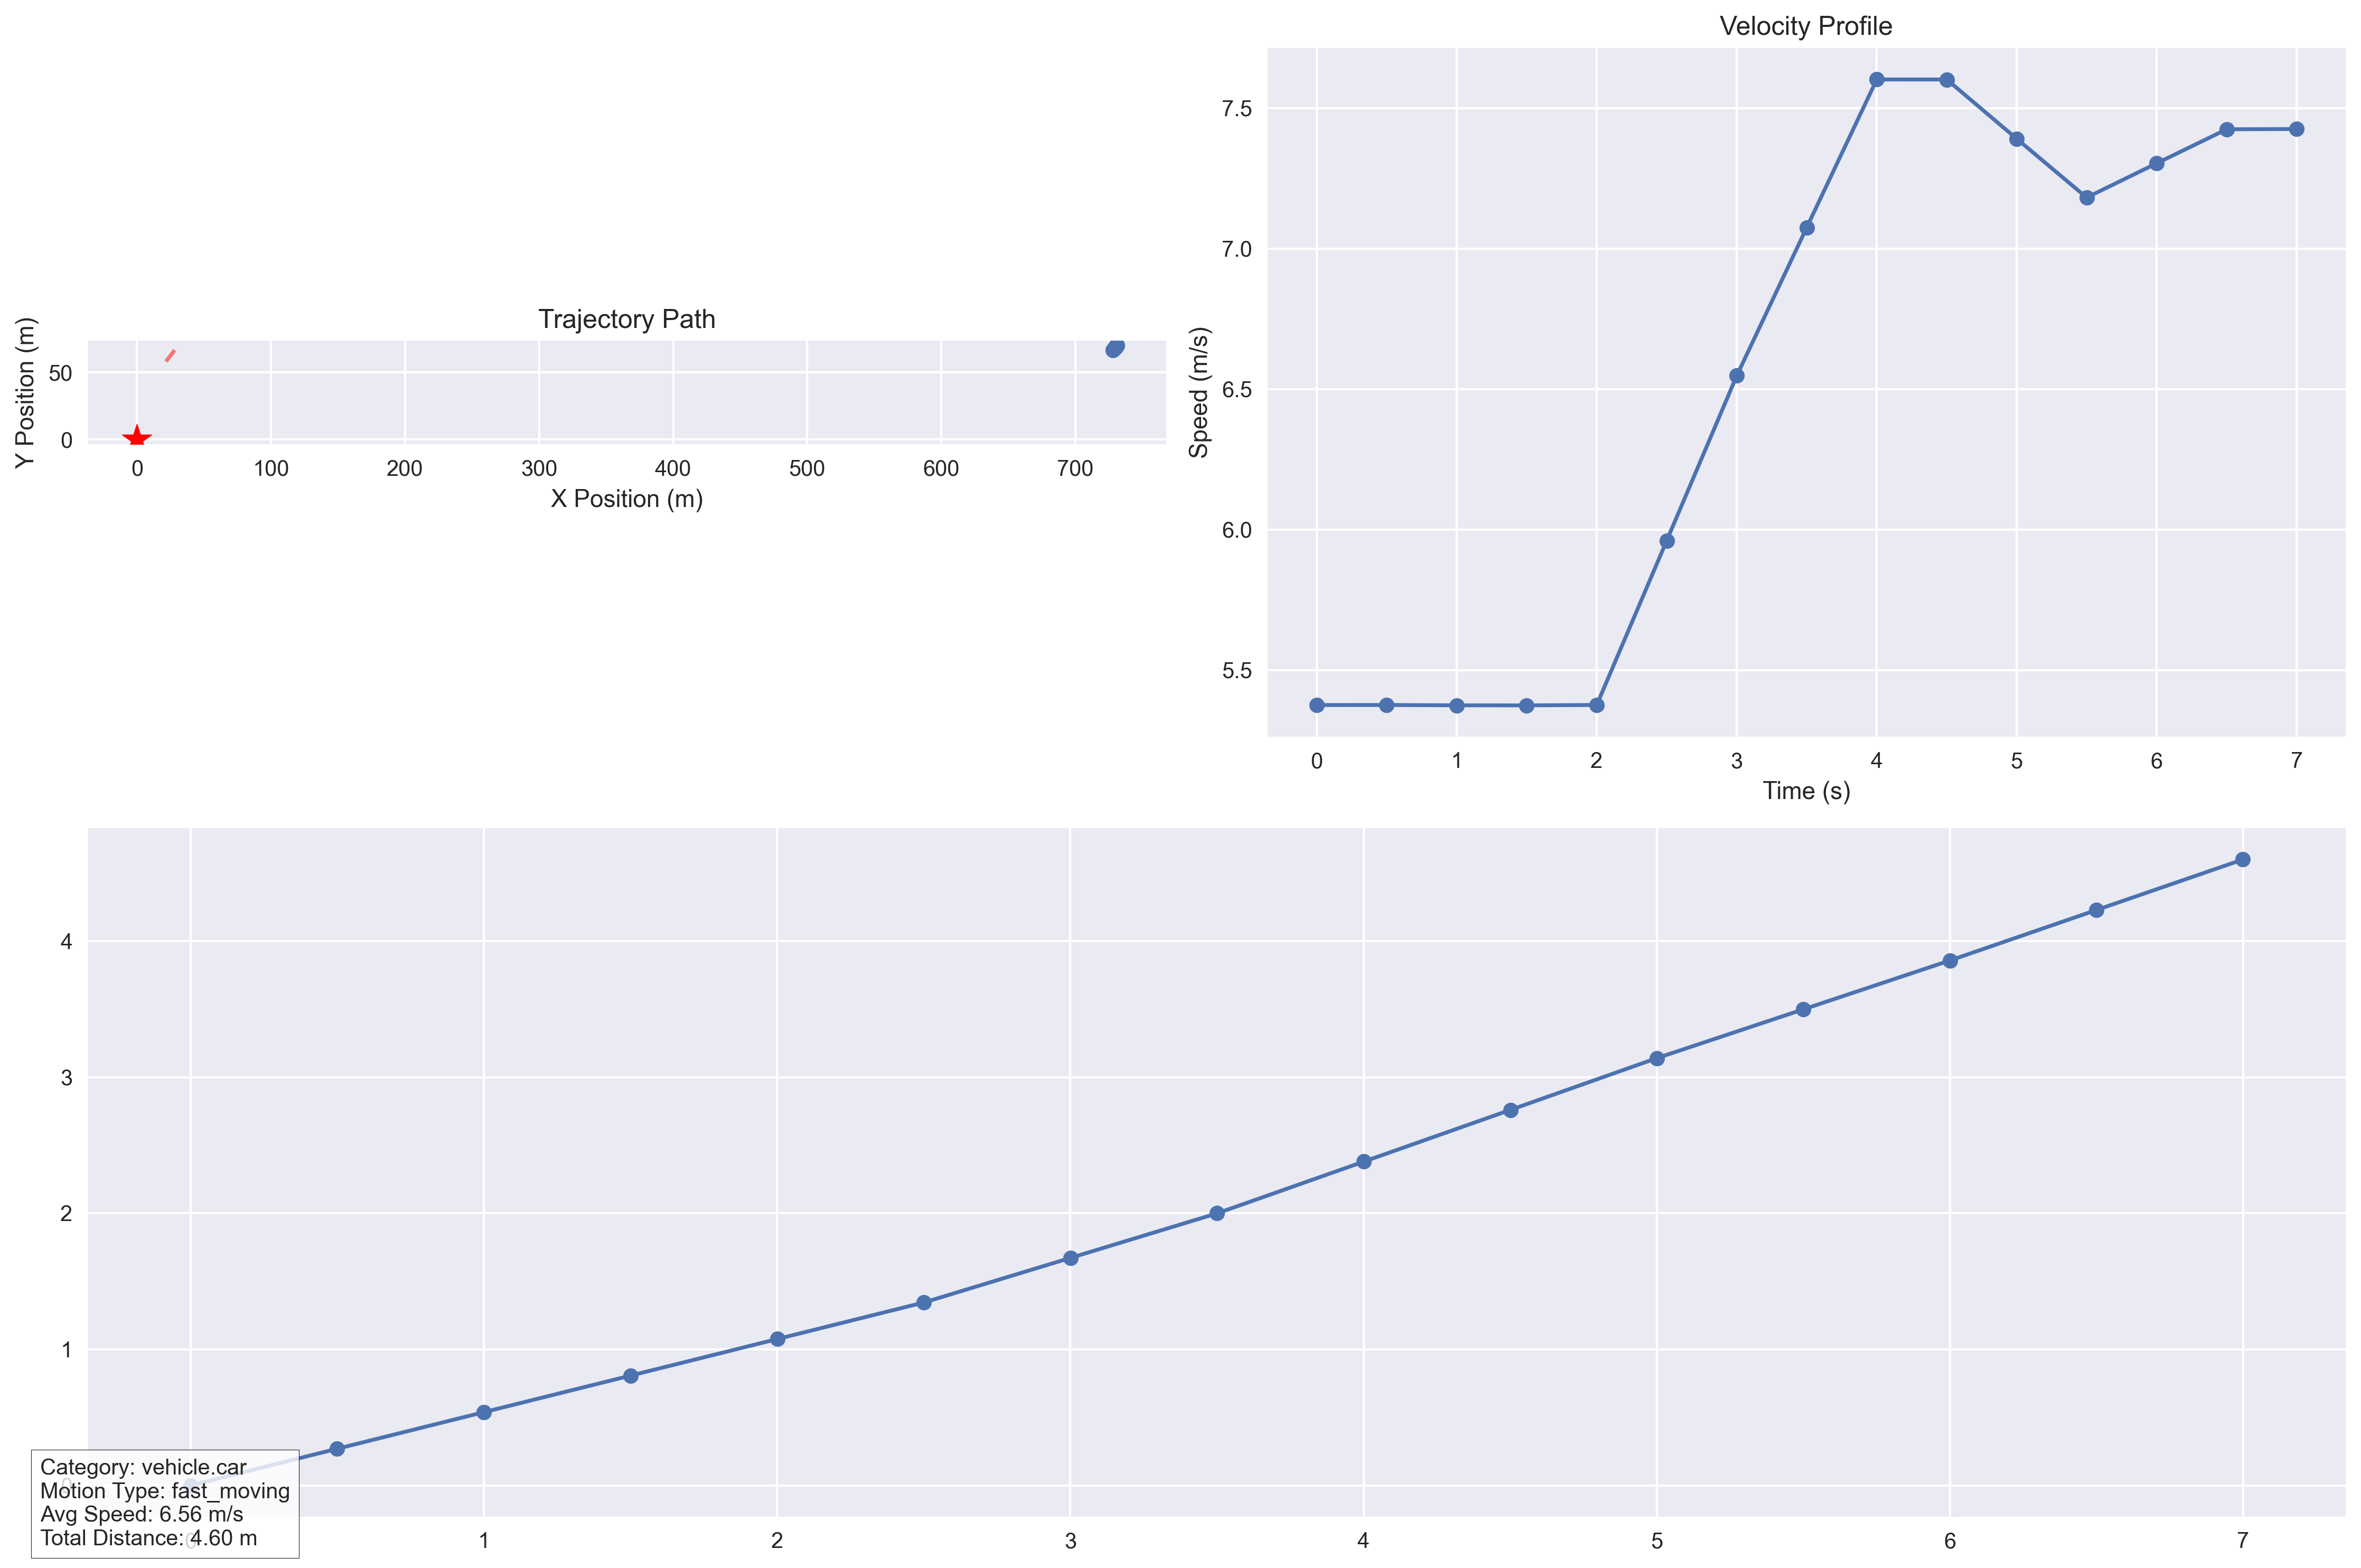 Trajectory Path
Y Position (m)
50
0
0 100 200 300 400 500 600 700
X Position (m)
Velocity Profile
Speed (m/s)
7.5
7.0
6.5
6.0
5.5
0 1 2 3 4 5 6 7
Time (s)
4
3
2
1
0
0 1 2 3 4 5 6 7
Category: vehicle.car
Motion Type: fast_moving
Avg Speed: 6.56 m/s
Total Distance: 4.60 m